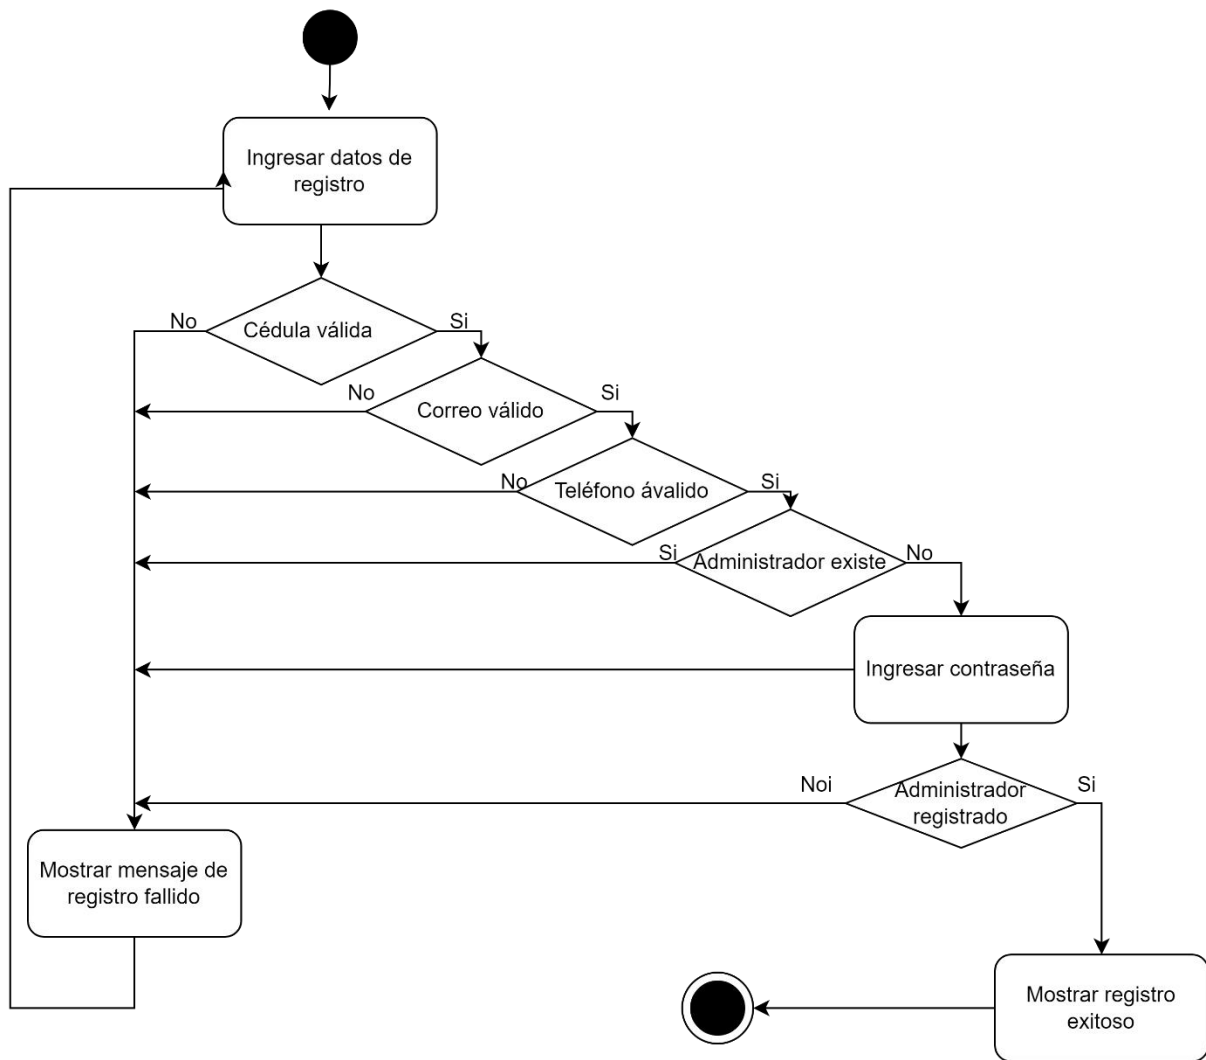 Ingresar datos de
registro
No
Cédula válida
Si
No
Correo válido
Si
No
Teléfono ávalido
Si
Si
Administrador existe
No
Ingresar contraseña
Noi
Administrador
registrado
Si
Mostrar mensaje de
registro fallido
Mostrar registro
exitoso